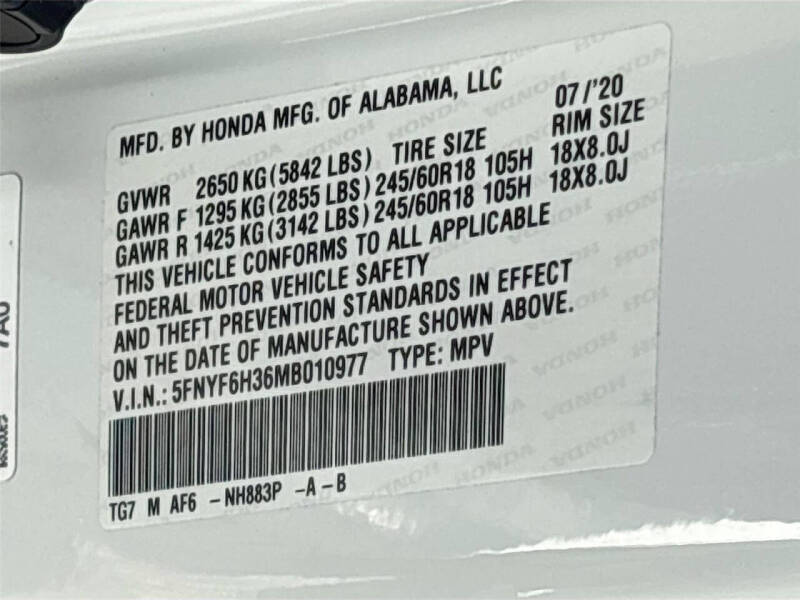 MFD. BY HONDA MFG. OF ALABAMA, LLC 07/'20
GVWR 2650 KG (5842 LBS) TIRE SIZE RIM SIZE
GAWR F 1295 KG (2855 LBS) 245/60R18 105H 18X8.0J
GAWR R 1425 KG (3142 LBS) 245/60R18 105H 18X8.0J
THIS VEHICLE CONFORMS TO ALL APPLICABLE
FEDERAL MOTOR VEHICLE SAFETY
AND THEFT PREVENTION STANDARDS IN EFFECT
ON THE DATE OF MANUFACTURE SHOWN ABOVE.
V.I.N.: 5FNYF6H36MB010977 TYPE: MPV
TG7 M AF6 - NH883P - A - B